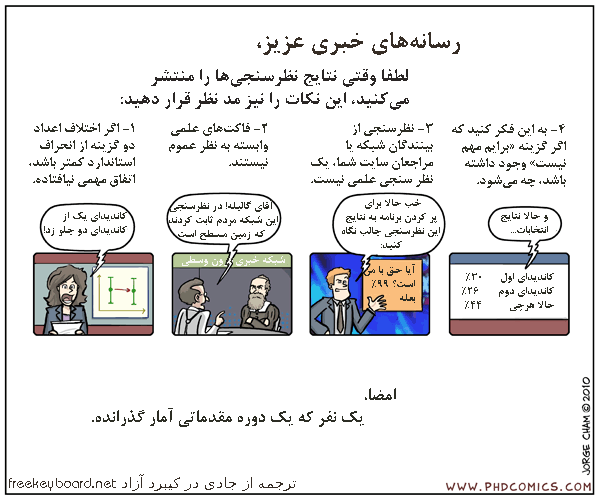 رسانه‌های خبری عزیز،
لطفا وقتی نتایج نظرسنجی‌ها را منتشر
می‌کنید، این نکات را نیز مد نظر قرار دهید:
۱- اگر اختلاف اعداد
دو گزینه از انحراف
استاندارد کمتر باشد،
اتفاق مهمی نیافتاده.
کاندیدای یک از
کاندیدای دو جلو زد!
۲- فاکت‌های علمی
وابسته به نظر عموم
نیستند.
آقای گالیله! در نظرسنجی
این شبکه مردم ثابت کردند
که زمین مسطح است
شبکه خبری
ون وسطی
۳- نظرسنجی از
بینندگان شبکه یا
مراجعان سایت شما، یک
نظر سنجی علمی نیست.
خب حالا برای
پر کردن برنامه به نتایج
این نظرسنجی جالب نگاه
کنید:
آیا حق با من
است؟ ۹۹٪
بعله
۴- به این فکر کنید که
اگر گزینه «برایم مهم
نیست» وجود داشته
باشد، چه می‌شود.
و حالا نتایج
انتخابات...
کاندیدای اول ۳۰٪
کاندیدای دوم ۲۶٪
حالا هرچی ۴۴٪
امضا،
یک نفر که یک دوره مقدماتی آمار گذرانده.
JORGE CHAM © 2010
ترجمه از جادی در کیبرد آزاد freekeyboard.net
WWW.PHDCOMICS.COM